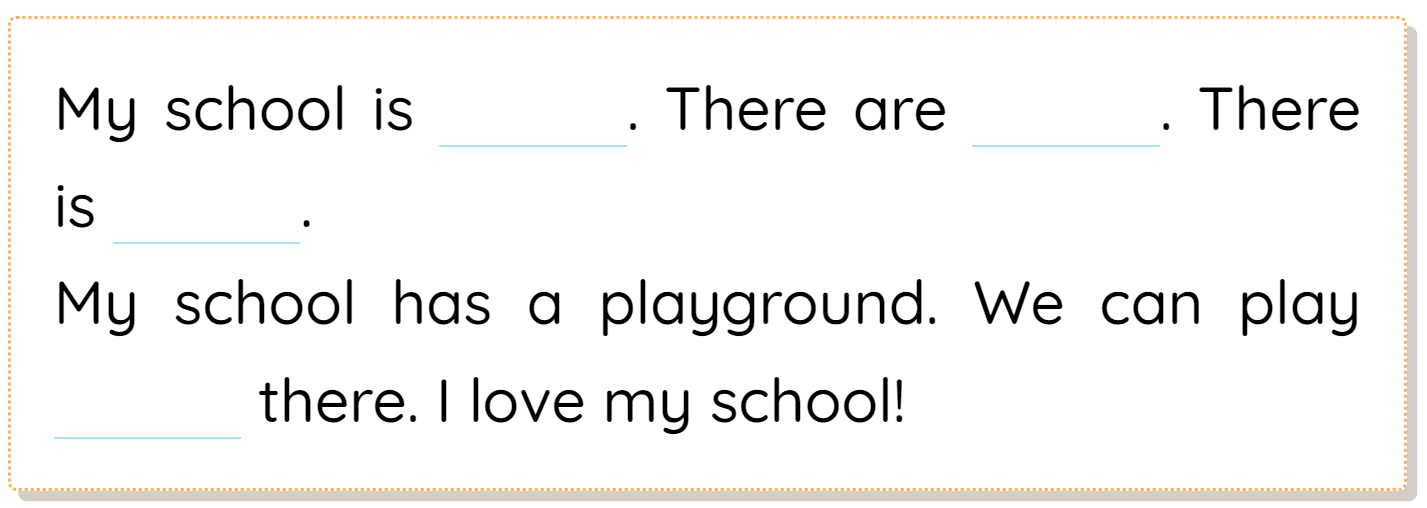 My school is ______. There are ______. There
is ______.
My school has a playground. We can play
______ there. I love my school!